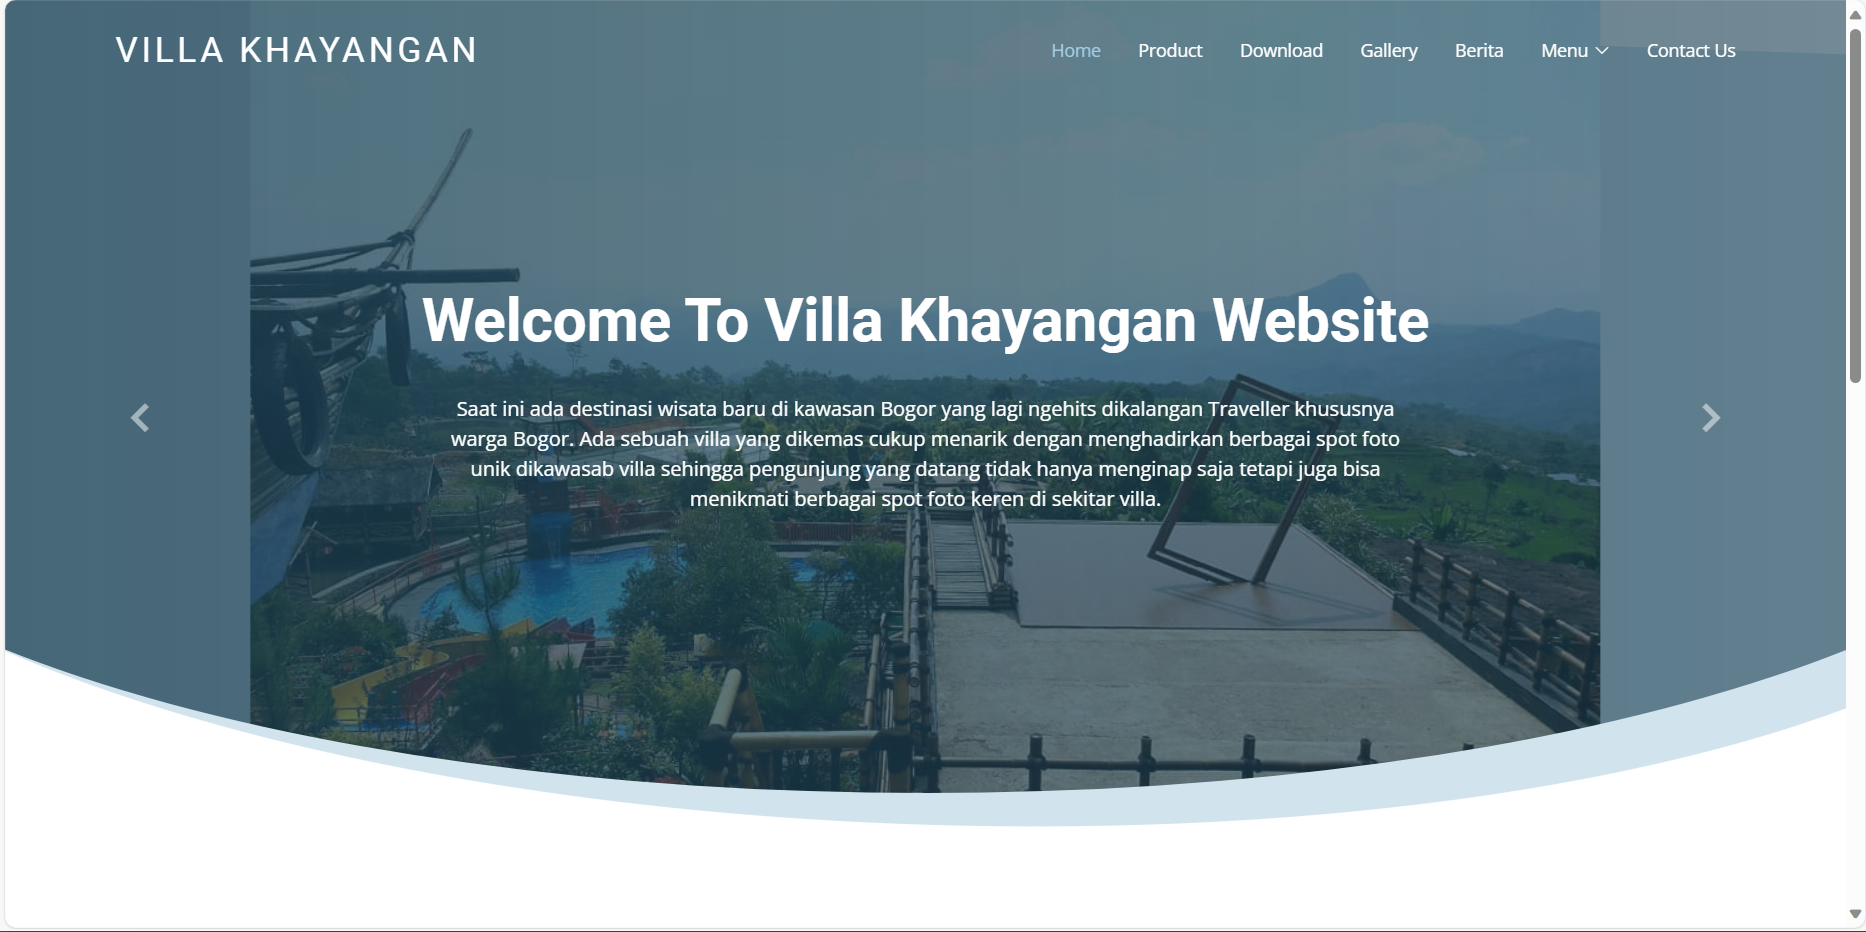 VILLA KHAYANGAN
Home Product Download Gallery Berita Menu Contact Us
Welcome To Villa Khayangan Website
Saat ini ada destinasi wisata baru di kawasan Bogor yang lagi ngehits dikalangan Traveller khususnya
warga Bogor. Ada sebuah villa yang dikemas cukup menarik dengan menghadirkan berbagai spot foto
unik dikawasab villa sehingga pengunjung yang datang tidak hanya menginap saja tetapi juga bisa
menikmati berbagai spot foto keren di sekitar villa.